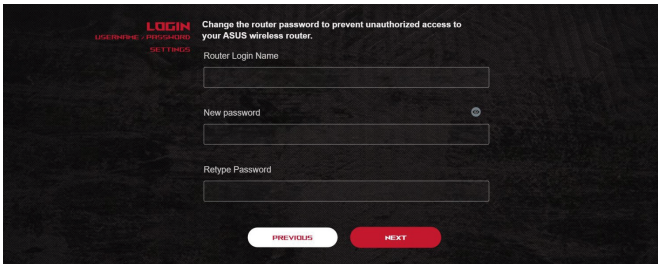 LOGIN
USERNAME / PASSWORD
SETTINGS
Change the router password to prevent unauthorized access to
your ASUS wireless router.
Router Login Name
New password
Retype Password
PREVIOUS
NEXT